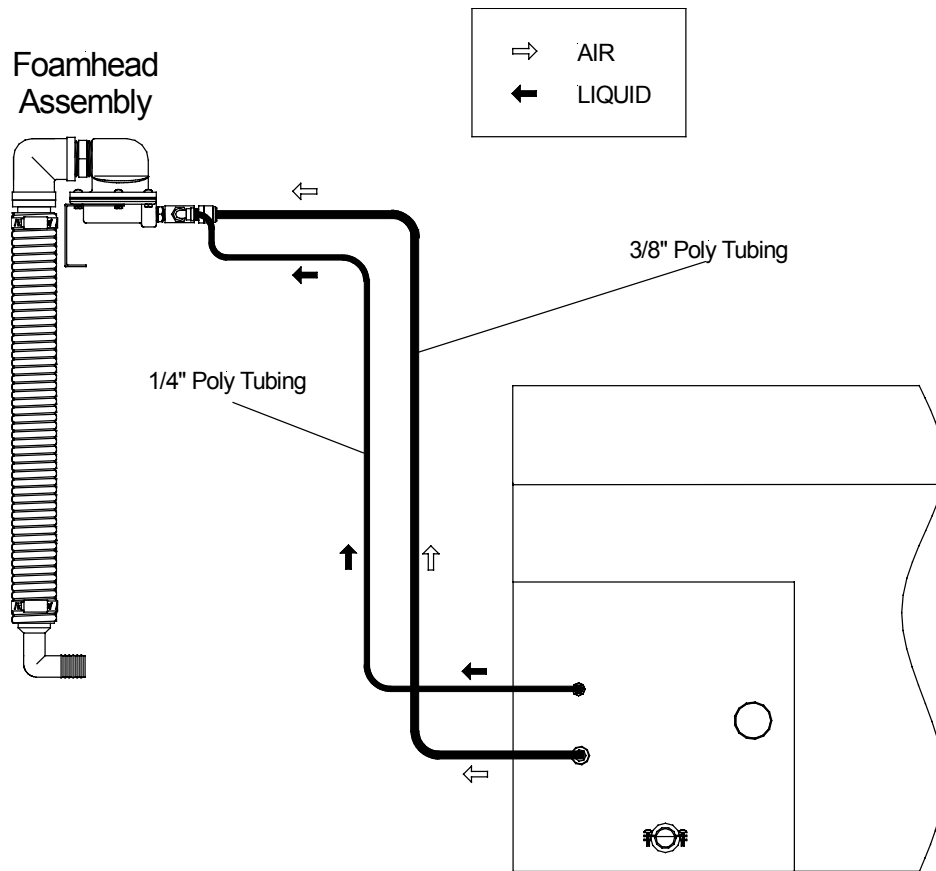 AIR
LIQUID
Foamhead
Assembly
3/8" Poly Tubing
1/4" Poly Tubing